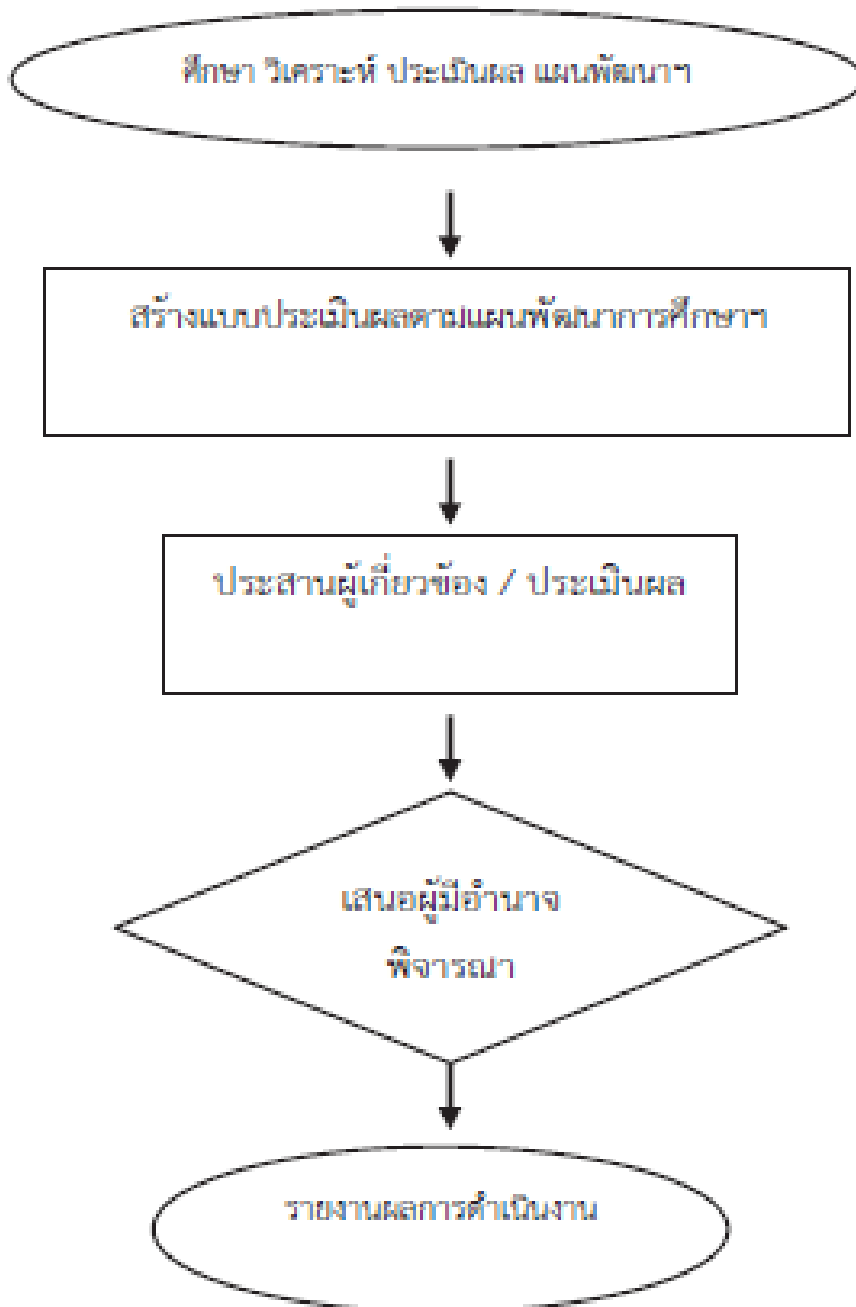 ศึกษา วิเคราะห์ ประเมินผล แผนพัฒนาฯ
สร้างแบบประเมินผลตามแผนพัฒนาการศึกษาฯ
ประสานผู้เกี่ยวข้อง / ประเมินผล
เสนอผู้มีอำนาจ
พิจารณา
รายงานผลการดำเนินงาน